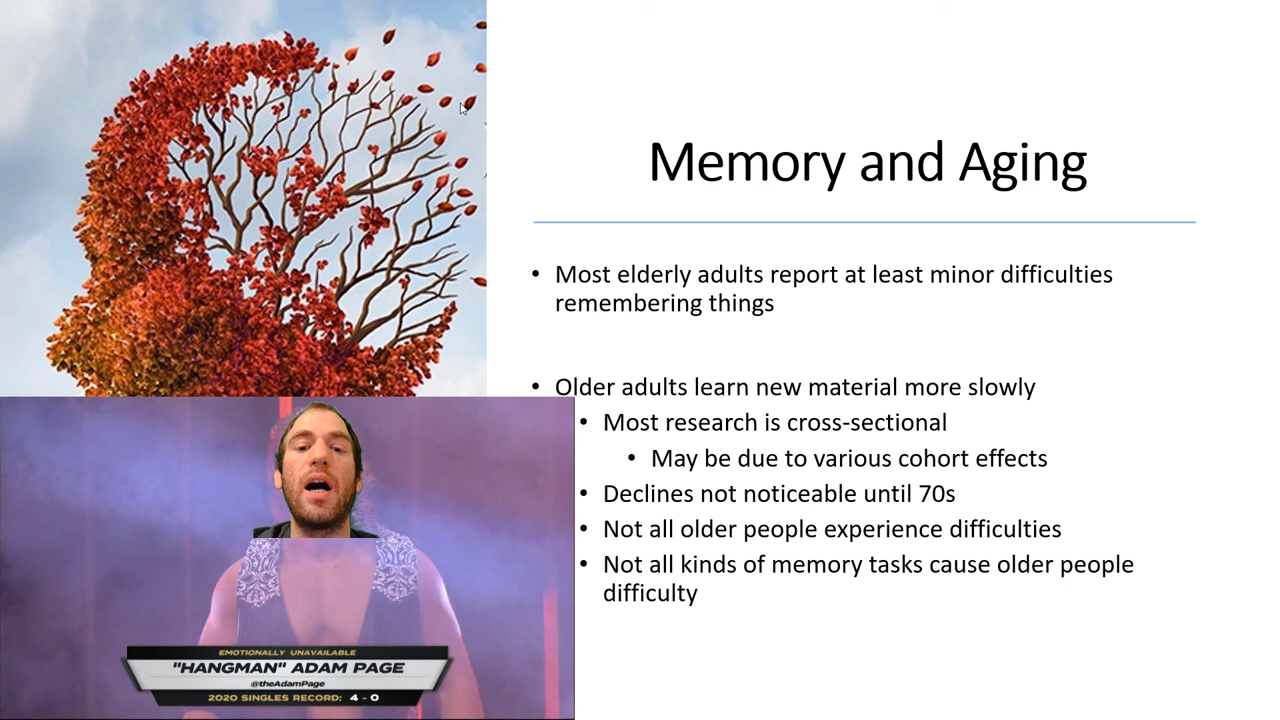 Memory and Aging
• Most elderly adults report at least minor difficulties
remembering things
• Older adults learn new material more slowly
• Most research is cross-sectional
• May be due to various cohort effects
• Declines not noticeable until 70s
• Not all older people experience difficulties
• Not all kinds of memory tasks cause older people
difficulty
EMOTIONALLY UNAVAILABLE
"HANGMAN" ADAM PAGE
@theAdamPage
2020 SINGLES RECORD: 4 - 0